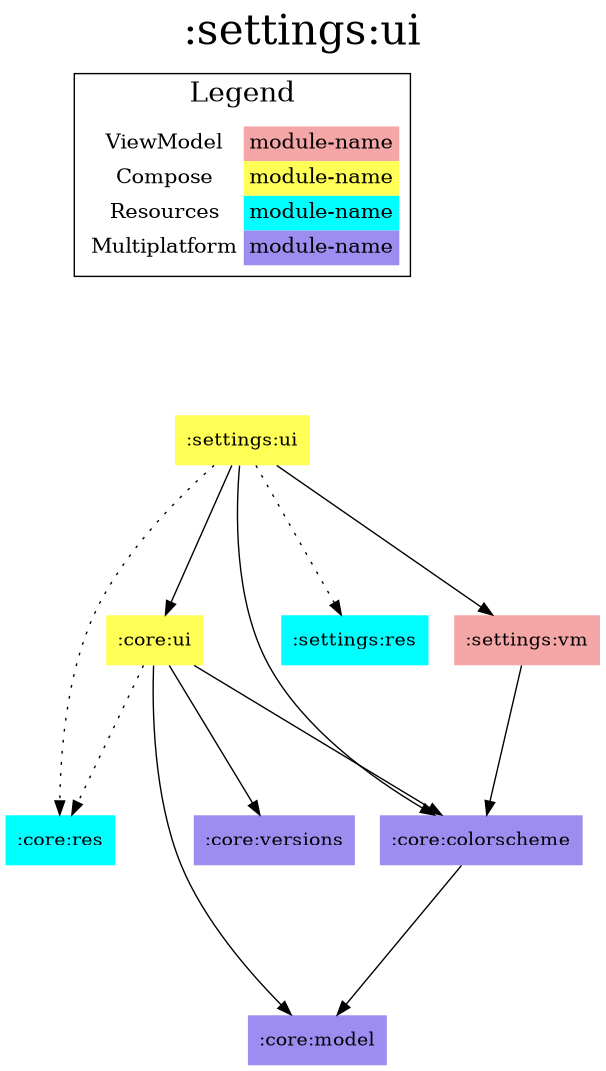 :settings:ui
Legend
ViewModel module-name
Compose module-name
Resources module-name
Multiplatform module-name
:settings:ui
:core:ui :settings:res :settings:vm
:core:res :core:versions :core:colorscheme
:core:model